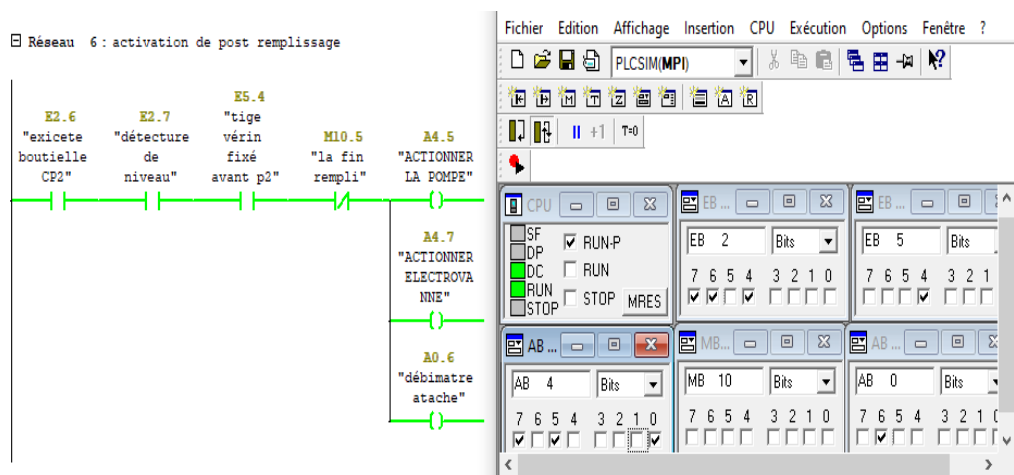 Réseau 6 : activation de post remplissage
E2.6
"exicete
boutielle
CP2"
E2.7
"détecture
de
niveau"
E5.4
"tige
vérin
fixé
avant p2"
M10.5
"la fin
rempli"
A4.5
"ACTIONNER
LA POMPE"
A4.7
"ACTIONNER
ELECTROVA
NNE"
A0.6
"débimatre
atache"
Fichier Edition Affichage Insertion CPU Exécution Options Fenêtre ?
PLCSIM(MPI)
+1 T=0
CPU
SF
DP
DC
RUN
STOP
RUN-P
RUN
STOP
MRES
EB ...
EB 2 Bits
7 6 5 4 3 2 1 0
EB ...
EB 5 Bits
7 6 5 4 3 2 1
AB ...
AB 4 Bits
7 6 5 4 3 2 1 0
MB...
MB 10 Bits
7 6 5 4 3 2 1 0
AB ...
AB 0 Bits
7 6 5 4 3 2 1